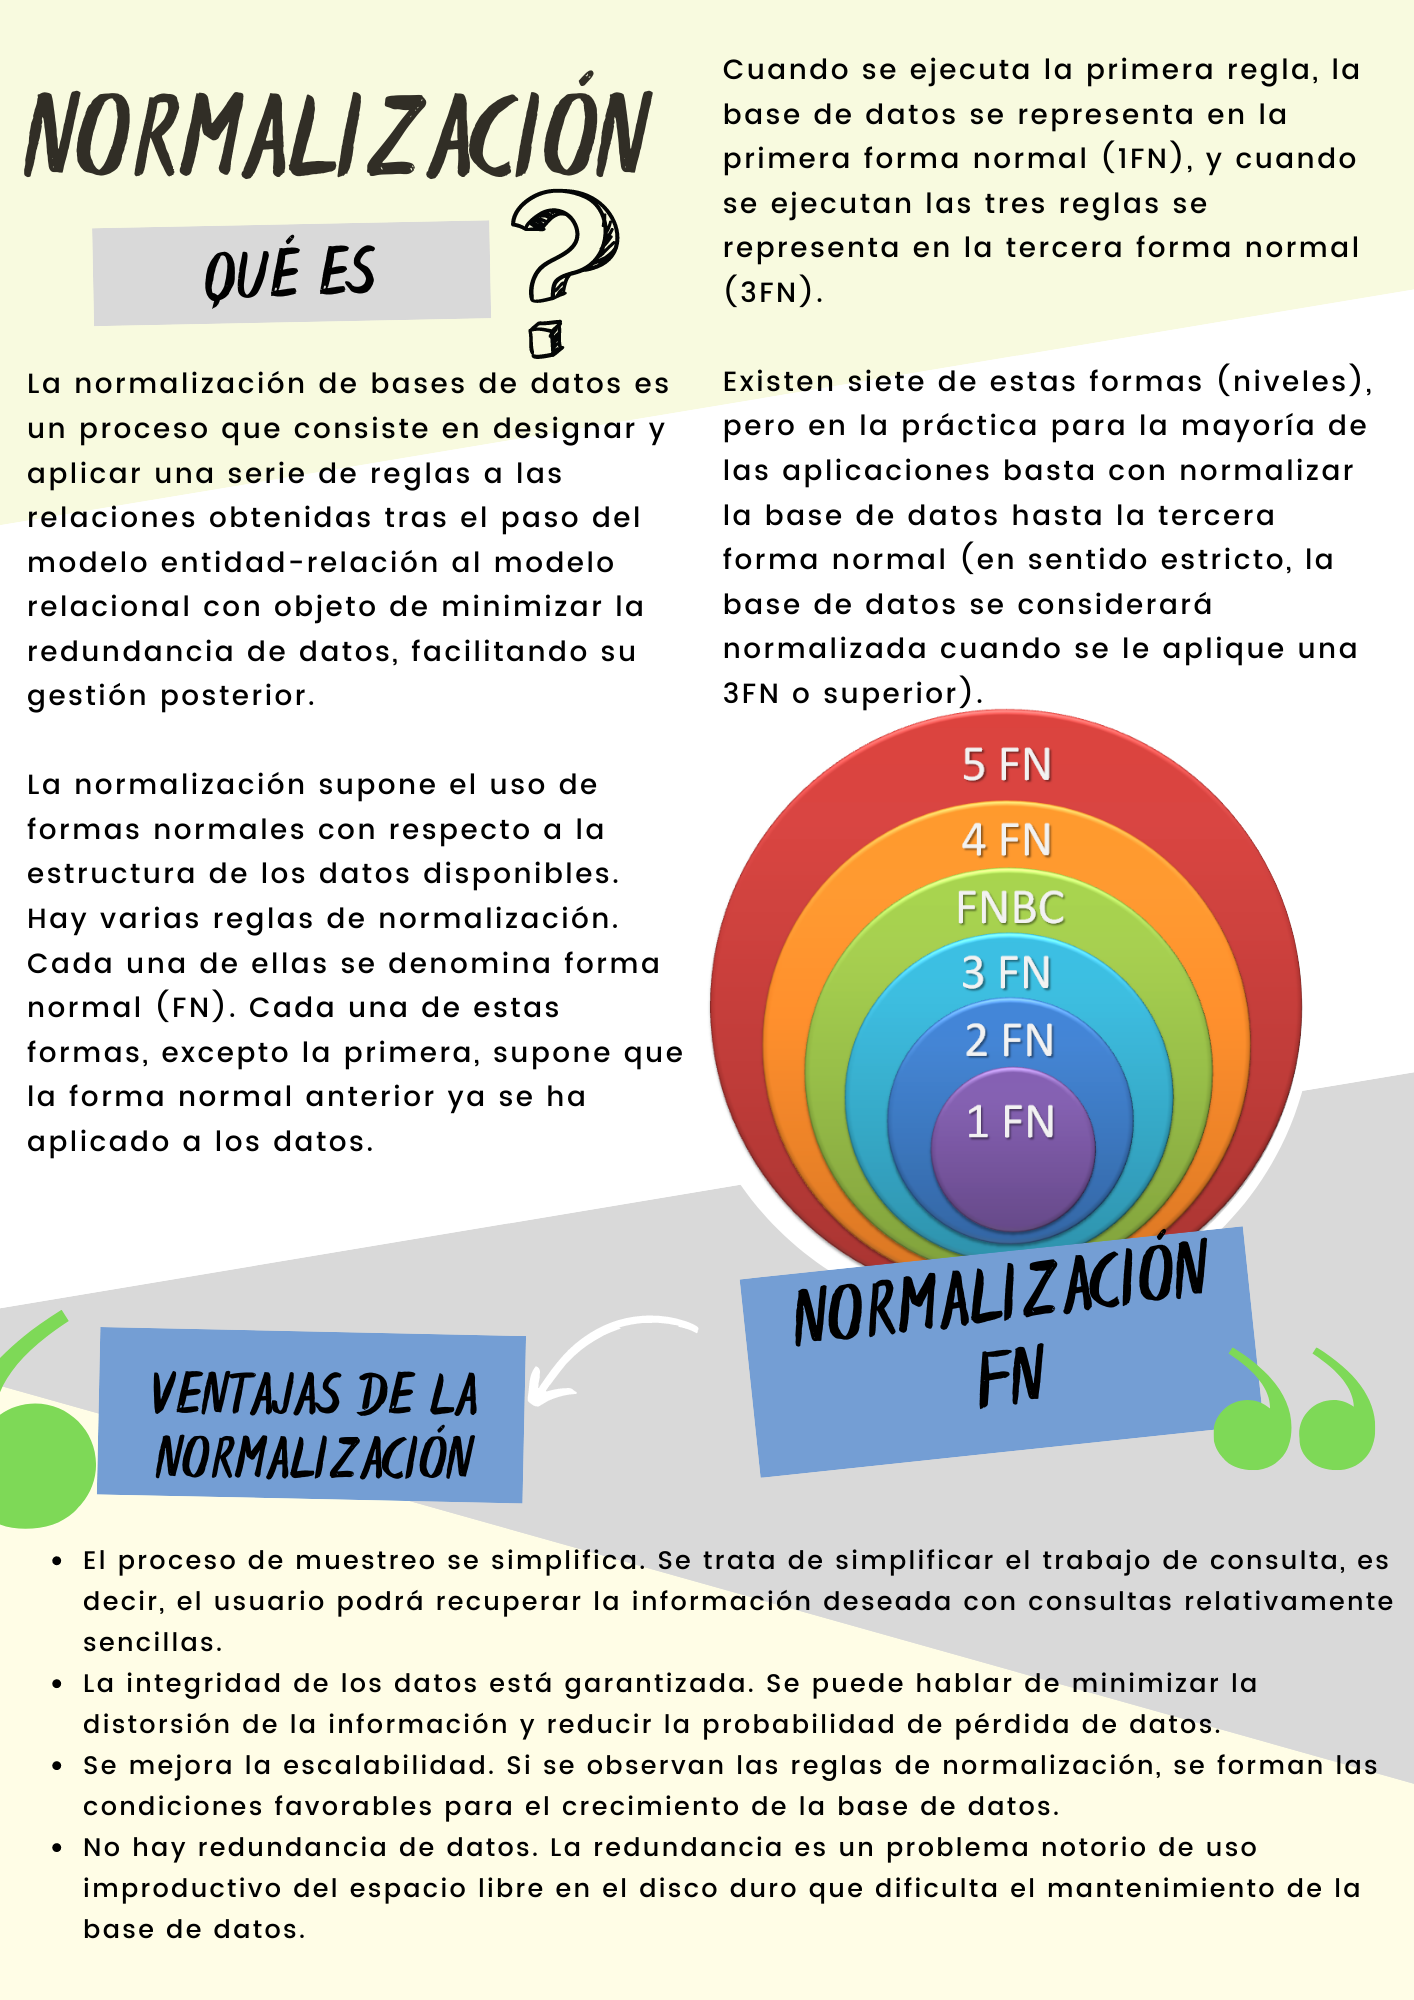 NORMALIZACIÓN
QUÉ ES
?
La normalización de bases de datos es
un proceso que consiste en designar y
aplicar una serie de reglas a las
relaciones obtenidas tras el paso del
modelo entidad-relación al modelo
relacional con objeto de minimizar la
redundancia de datos, facilitando su
gestión posterior.
La normalización supone el uso de
formas normales con respecto a la
estructura de los datos disponibles.
Hay varias reglas de normalización.
Cada una de ellas se denomina forma
normal (FN). Cada una de estas
formas, excepto la primera, supone que
la forma normal anterior ya se ha
aplicado a los datos.
Cuando se ejecuta la primera regla, la
base de datos se representa en la
primera forma normal (1FN), y cuando
se ejecutan las tres reglas se
representa en la tercera forma normal
(3FN).
Existen siete de estas formas (niveles),
pero en la práctica para la mayoría de
las aplicaciones basta con normalizar
la base de datos hasta la tercera
forma normal (en sentido estricto, la
base de datos se considerará
normalizada cuando se le aplique una
3FN o superior).
5 FN
4 FN
FNBC
3 FN
2 FN
1 FN
NORMALIZACIÓN
FN
VENTAJAS DE LA
NORMALIZACIÓN
• El proceso de muestreo se simplifica. Se trata de simplificar el trabajo de consulta, es
decir, el usuario podrá recuperar la información deseada con consultas relativamente
sencillas.
• La integridad de los datos está garantizada. Se puede hablar de minimizar la
distorsión de la información y reducir la probabilidad de pérdida de datos.
• Se mejora la escalabilidad. Si se observan las reglas de normalización, se forman las
condiciones favorables para el crecimiento de la base de datos.
• No hay redundancia de datos. La redundancia es un problema notorio de uso
improductivo del espacio libre en el disco duro que dificulta el mantenimiento de la
base de datos.